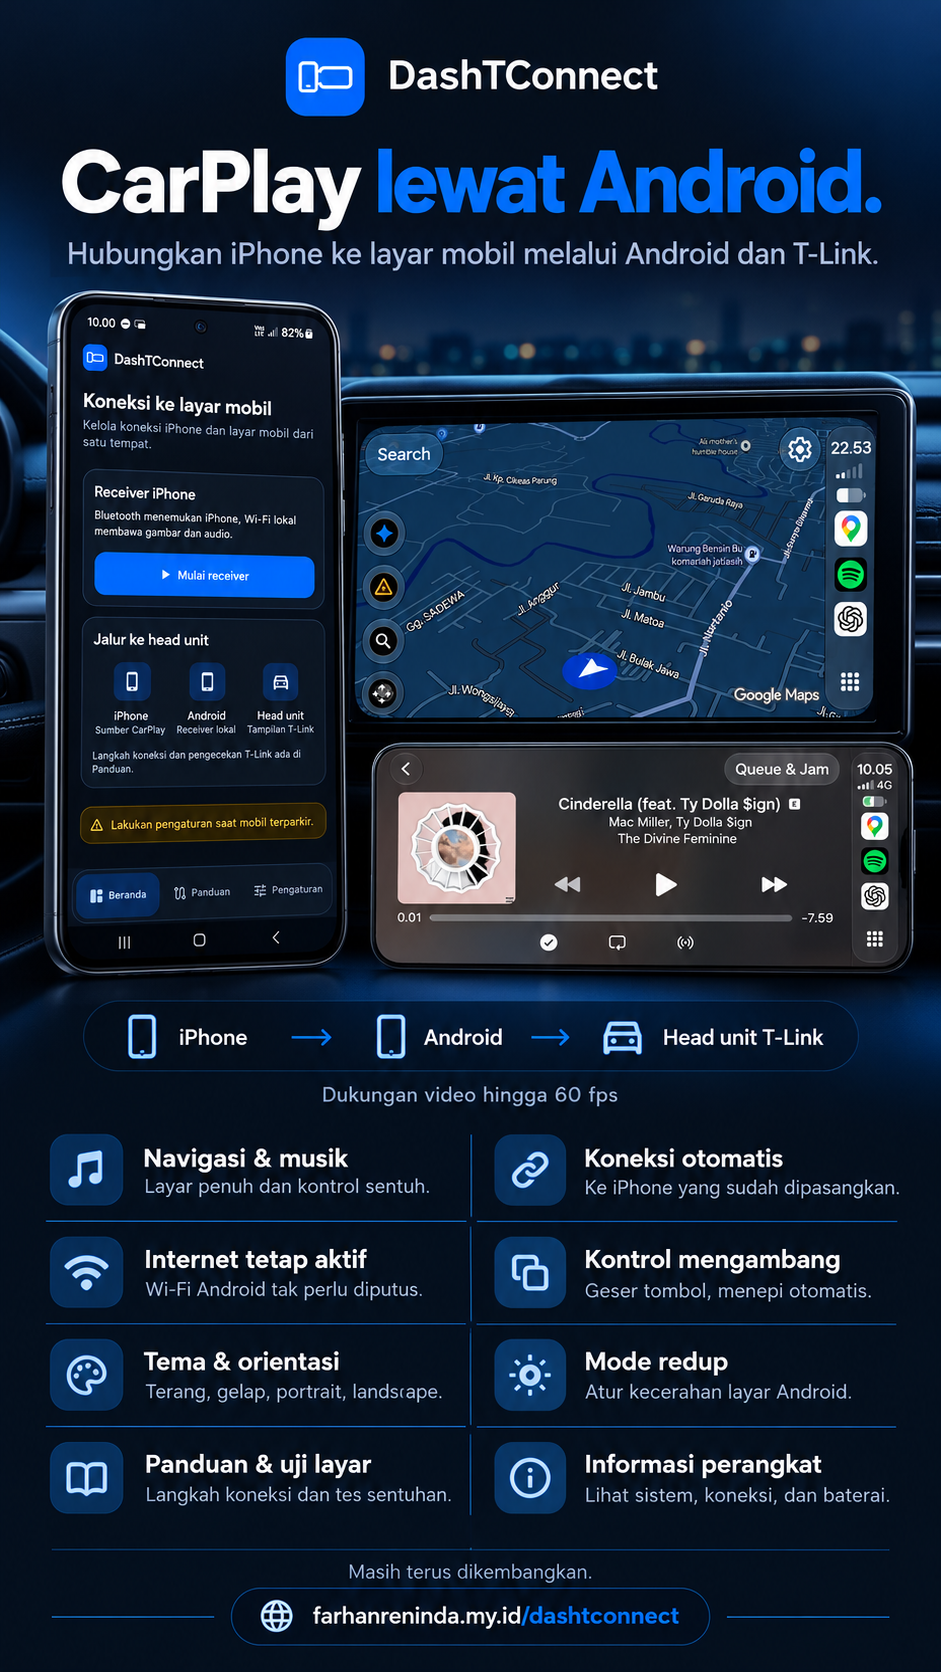 DashTConnect
CarPlay lewat Android.
Hubungkan iPhone ke layar mobil melalui Android dan T-Link.
10.00
82%
DashTConnect
Koneksi ke layar mobil
Kelola koneksi iPhone dan layar mobil dari
satu tempat.
Receiver iPhone
Bluetooth menemukan iPhone, Wi-Fi lokal
membawa gambar dan audio.
Mulai receiver
Jalur ke head unit
iPhone
Sumber CarPlay
Android
Receiver lokal
Head unit
Tampilan T-Link
Langkah koneksi dan pengecekan T-Link ada di
Panduan.
Lakukan pengaturan saat mobil terparkir.
Beranda
Panduan
Pengaturan
Search
Ali mother's
humble house
22.53
Jl. Kp. Cikeas Parung
Jl. Garuda Raya
Warung Bensin Bu
komariah jatiasih
Gg. SADEWA
Jl. Anggur
Jl. Jambu
Jl. Matoa
Jl. Nurtanio
Jl. Bulak Jawa
Google Maps
Queue & Jam
10.05
4G
Cinderella (feat. Ty Dolla $ign) E
Mac Miller, Ty Dolla $ign
The Divine Feminine
0.01
-7.59
iPhone → Android → Head unit T-Link
Dukungan video hingga 60 fps
Navigasi & musik
Layar penuh dan kontrol sentuh.
Koneksi otomatis
Ke iPhone yang sudah dipasangkan.
Internet tetap aktif
Wi-Fi Android tak perlu diputus.
Kontrol mengambang
Geser tombol, menepi otomatis.
Tema & orientasi
Terang, gelap, portrait, landscape.
Mode redup
Atur kecerahan layar Android.
Panduan & uji layar
Langkah koneksi dan tes sentuhan.
Informasi perangkat
Lihat sistem, koneksi, dan baterai.
Masih terus dikembangkan.
farhanreninda.my.id/dashtconnect